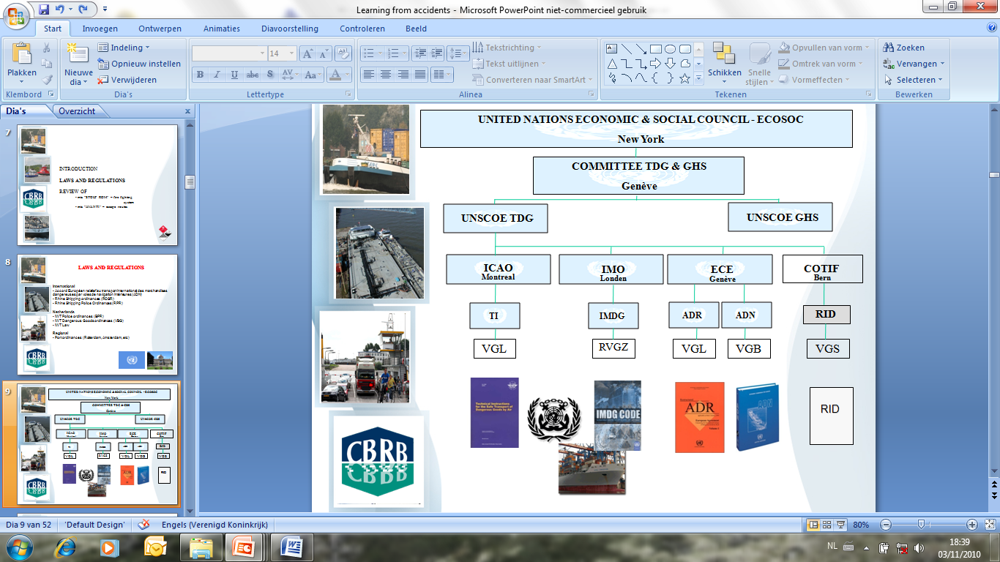 Learning from accidents - Microsoft PowerPoint niet-commercieel gebruik
Start Invoegen Ontwerpen Animaties Diavoorstelling Controleren Beeld
Plakken
Klembord
Nieuwe dia
Indeling
Opnieuw instellen
Verwijderen
Dia's
14
B I U abc S AV Aa A
Lettertype
Tekstrichting
Tekst uitlijnen
Converteren naar SmartArt
Alinea
Schikken
Snelle stijlen
Opvullen van vorm
Omtrek van vorm
Vormeffecten
Tekenen
Zoeken
Vervangen
Selecteren
Bewerken
Dia's Overzicht
7
INTRODUCTION
LAWS AND REGULATIONS
REVIEW OF
- fire fighting
system
- escape routes
CBRB
8
LAWS AND REGULATIONS
International
- Accord Européen relatif au transport international des marchandises
dangereuses par voies de navigation intérieures (ADN)
- Rhine Shipping ordinances (ROSR)
- Rhine Shipping Police Ordinances (RPR)
Netherlands
- IWT Police ordinances (BPR)
- IWT Dangerous Goods ordinances (VBG)
- IWT Law
Regional
- Port ordinances (Rotterdam, Amsterdam, etc)
CBRB
9
UNITED NATIONS ECONOMIC & SOCIAL COUNCIL - ECOSOC
New York
COMMITTEE TDG & GHS
Genève
UNSCOE TDG UNSCOE GHS
ICAO IMO ECE COTIF
RID
VGL RVGZ VGL VGB VGS
RID
CBRB
UNITED NATIONS ECONOMIC & SOCIAL COUNCIL - ECOSOC
New York
COMMITTEE TDG & GHS
Genève
UNSCOE TDG UNSCOE GHS
ICAO
Montreal
IMO
Londen
ECE
Genève
COTIF
Bern
TI IMDG ADR ADN RID
VGL RVGZ VGL VGB VGS
Technical Instructions
for the Safe Transport of
Dangerous Goods by Air
IMDG CODE
ADR
ADN
RID
CBRB
Dia 9 van 52 'Default Design' Engels (Verenigd Koninkrijk) 80%
NL
18:39
03/11/2010